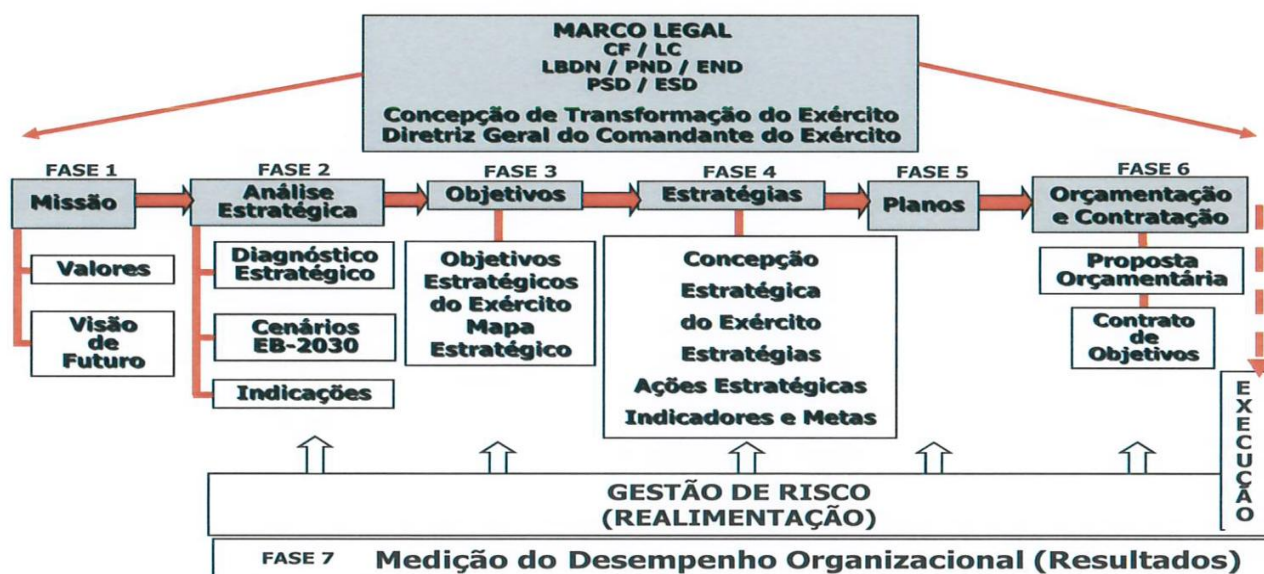 MARCO LEGAL
CF / LC
LBDN / PND / END
PSD / ESD
Concepção de Transformação do Exército
Diretriz Geral do Comandante do Exército
FASE 1
Missão
Valores
Visão
de
Futuro
FASE 2
Análise
Estratégica
Diagnóstico
Estratégico
Cenários
EB-2030
Indicações
FASE 3
Objetivos
Objetivos
Estratégicos
do Exército
Mapa
Estratégico
FASE 4
Estratégias
Concepção
Estratégica
do Exército
Estratégias
Ações Estratégicas
Indicadores e Metas
FASE 5
Planos
FASE 6
Orçamentação
e Contratação
Proposta
Orçamentária
Contrato
de
Objetivos
EXECUÇÃO
GESTÃO DE RISCO
(REALIMENTAÇÃO)
FASE 7 Medição do Desempenho Organizacional (Resultados)